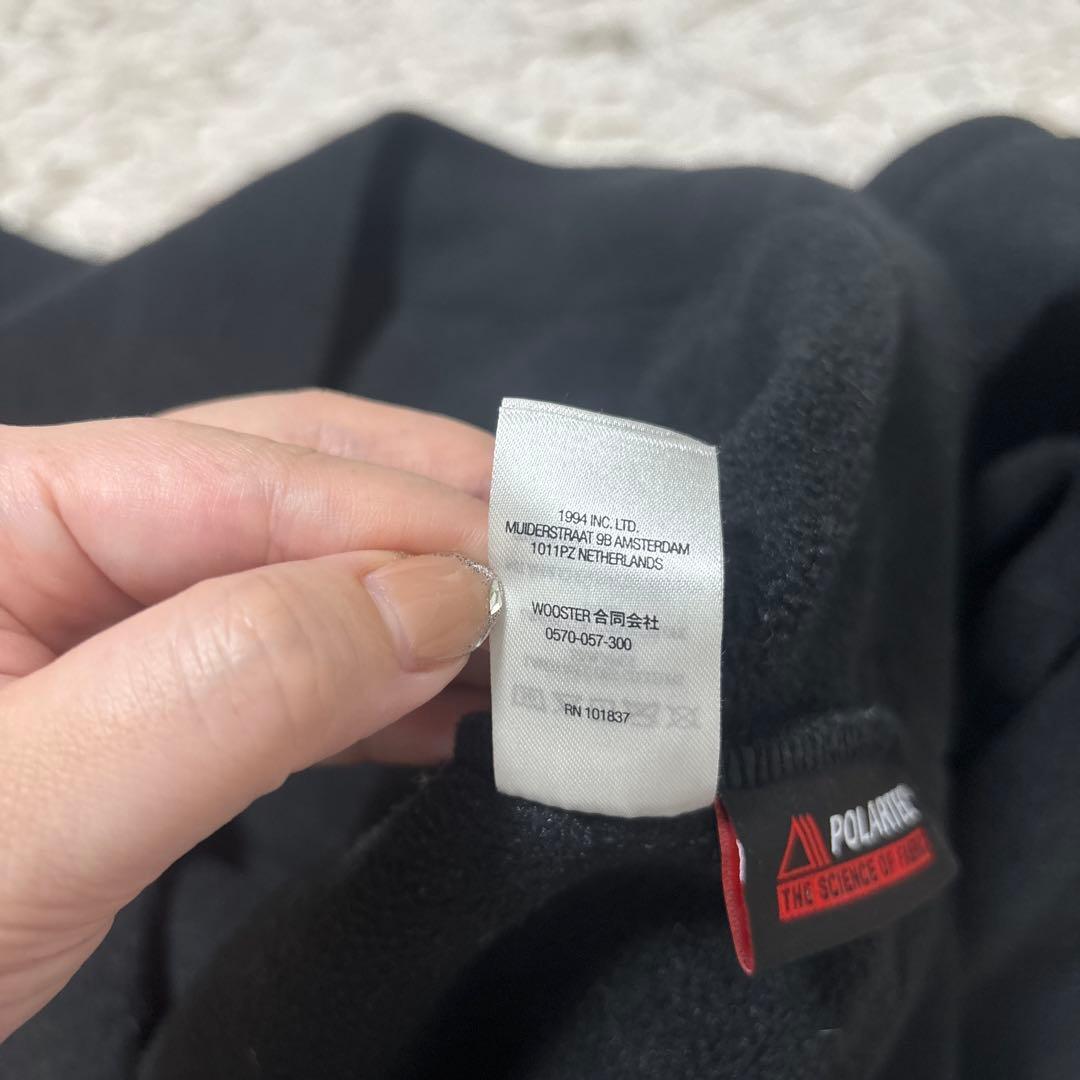 1994 INC. LTD.
MUIDERSTRAAT 9B AMSTERDAM
1011PZ NETHERLANDS
WOOSTER 合同会社
0570-057-300
RN 101837
POLARTEC
THE SCIENCE OF FABRIC